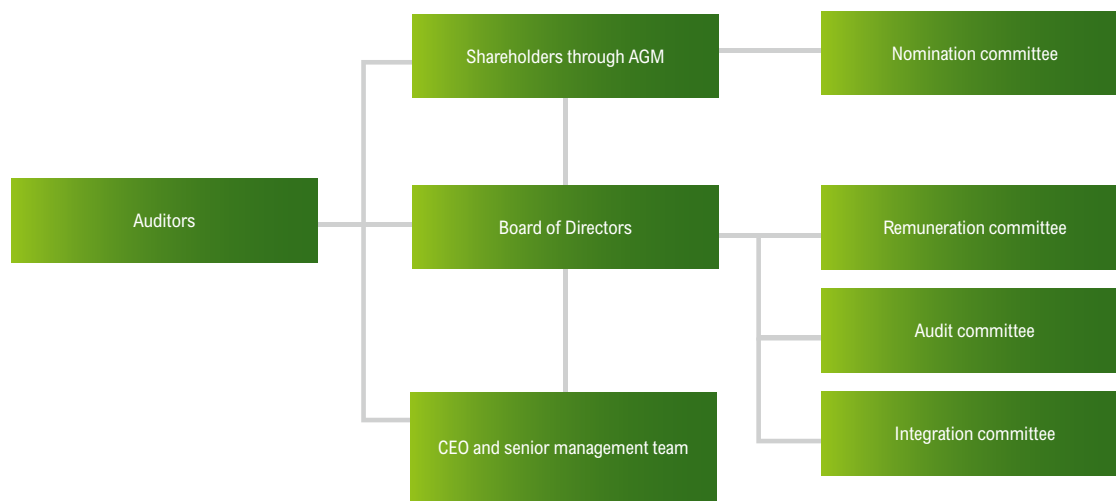 Shareholders through AGM
Nomination committee
Auditors
Board of Directors
Remuneration committee
Audit committee
CEO and senior management team
Integration committee